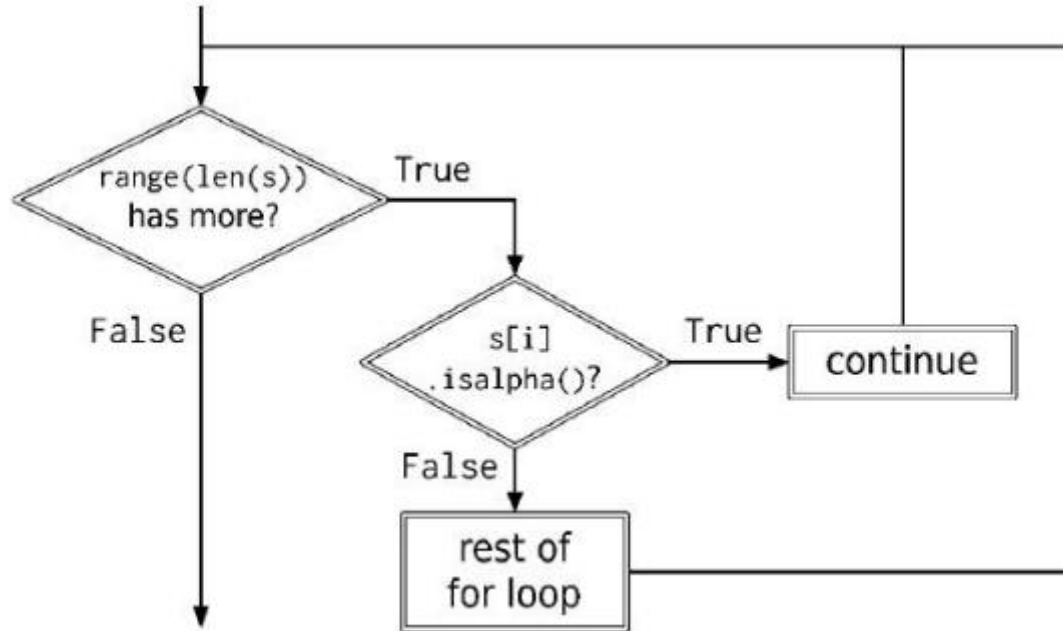 range(len(s))
has more?
True
False
s[i]
.isalpha()?
True
continue
False
rest of
for loop